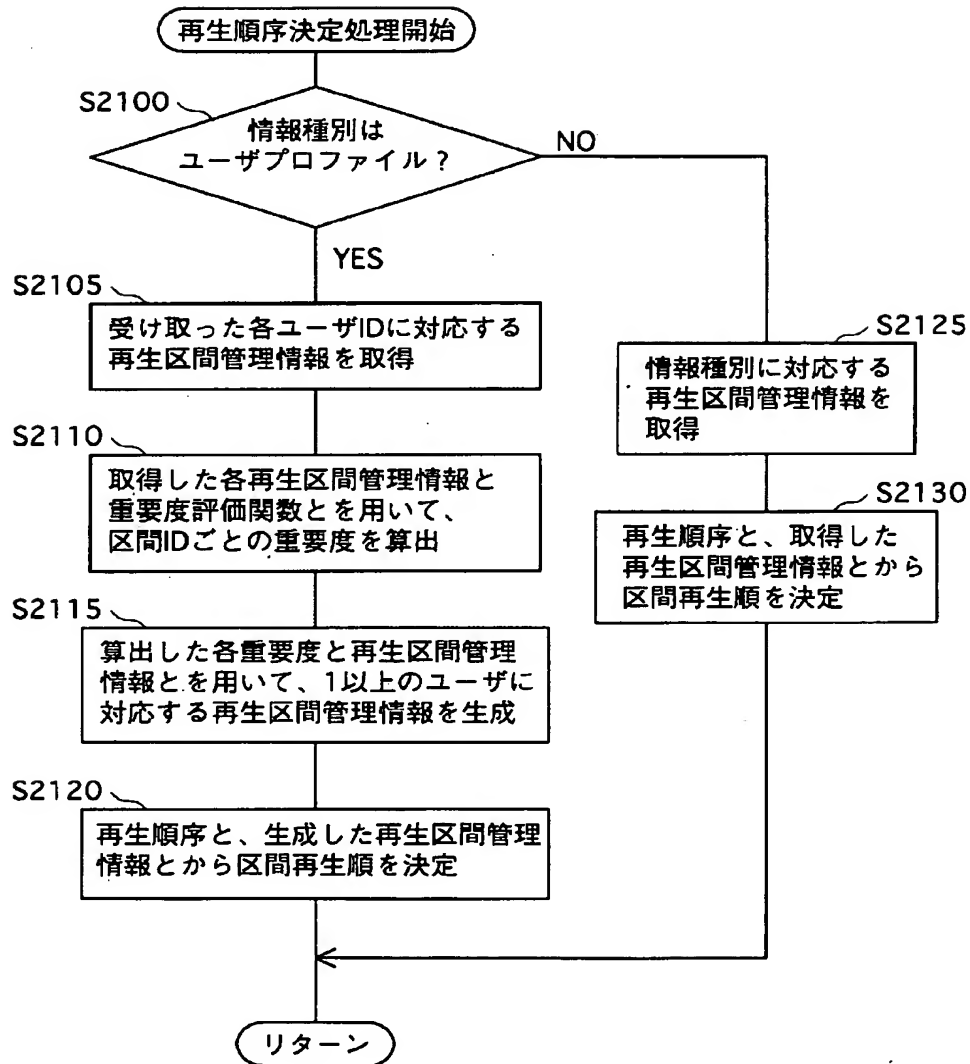 再生順序決定処理開始
S2100
情報種別は
ユーザプロファイル？
NO
YES
S2105
受け取った各ユーザIDに対応する
再生区間管理情報を取得
S2110
取得した各再生区間管理情報と
重要度評価関数とを用いて、
区間IDごとの重要度を算出
S2115
算出した各重要度と再生区間管理
情報とを用いて、1以上のユーザに
対応する再生区間管理情報を生成
S2120
再生順序と、生成した再生区間管理
情報とから区間再生順を決定
S2125
情報種別に対応する
再生区間管理情報を
取得
S2130
再生順序と、取得した
再生区間管理情報とから
区間再生順を決定
リターン